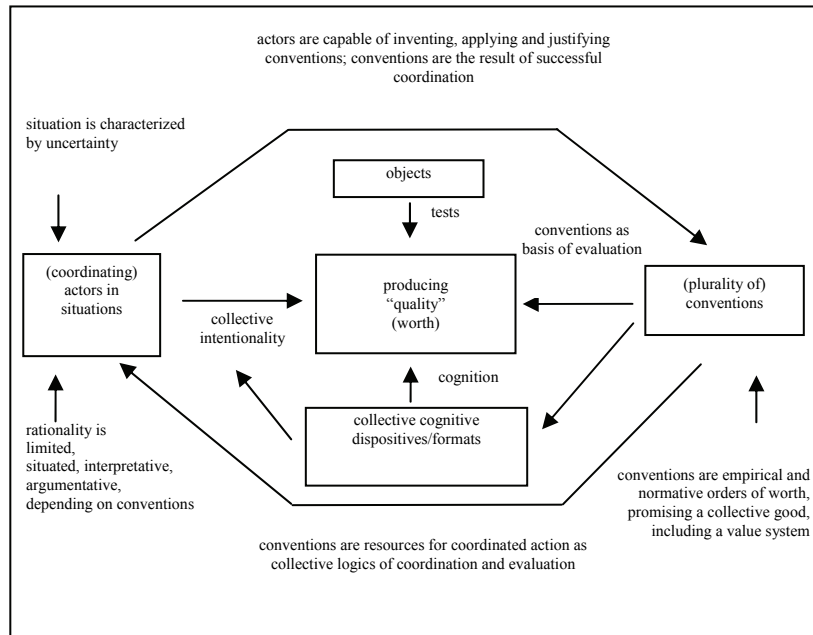 actors are capable of inventing, applying and justifying
conventions; conventions are the result of successful
coordination
situation is characterized
by uncertainty
objects
tests
conventions as
basis of evaluation
(coordinating)
actors in
situations
producing
“quality”
(worth)
(plurality of)
conventions
collective
intentionality
cognition
collective cognitive
dispositives/formats
rationality is
limited,
situated, interpretative,
argumentative,
depending on conventions
conventions are empirical and
normative orders of worth,
promising a collective good,
including a value system
conventions are resources for coordinated action as
collective logics of coordination and evaluation